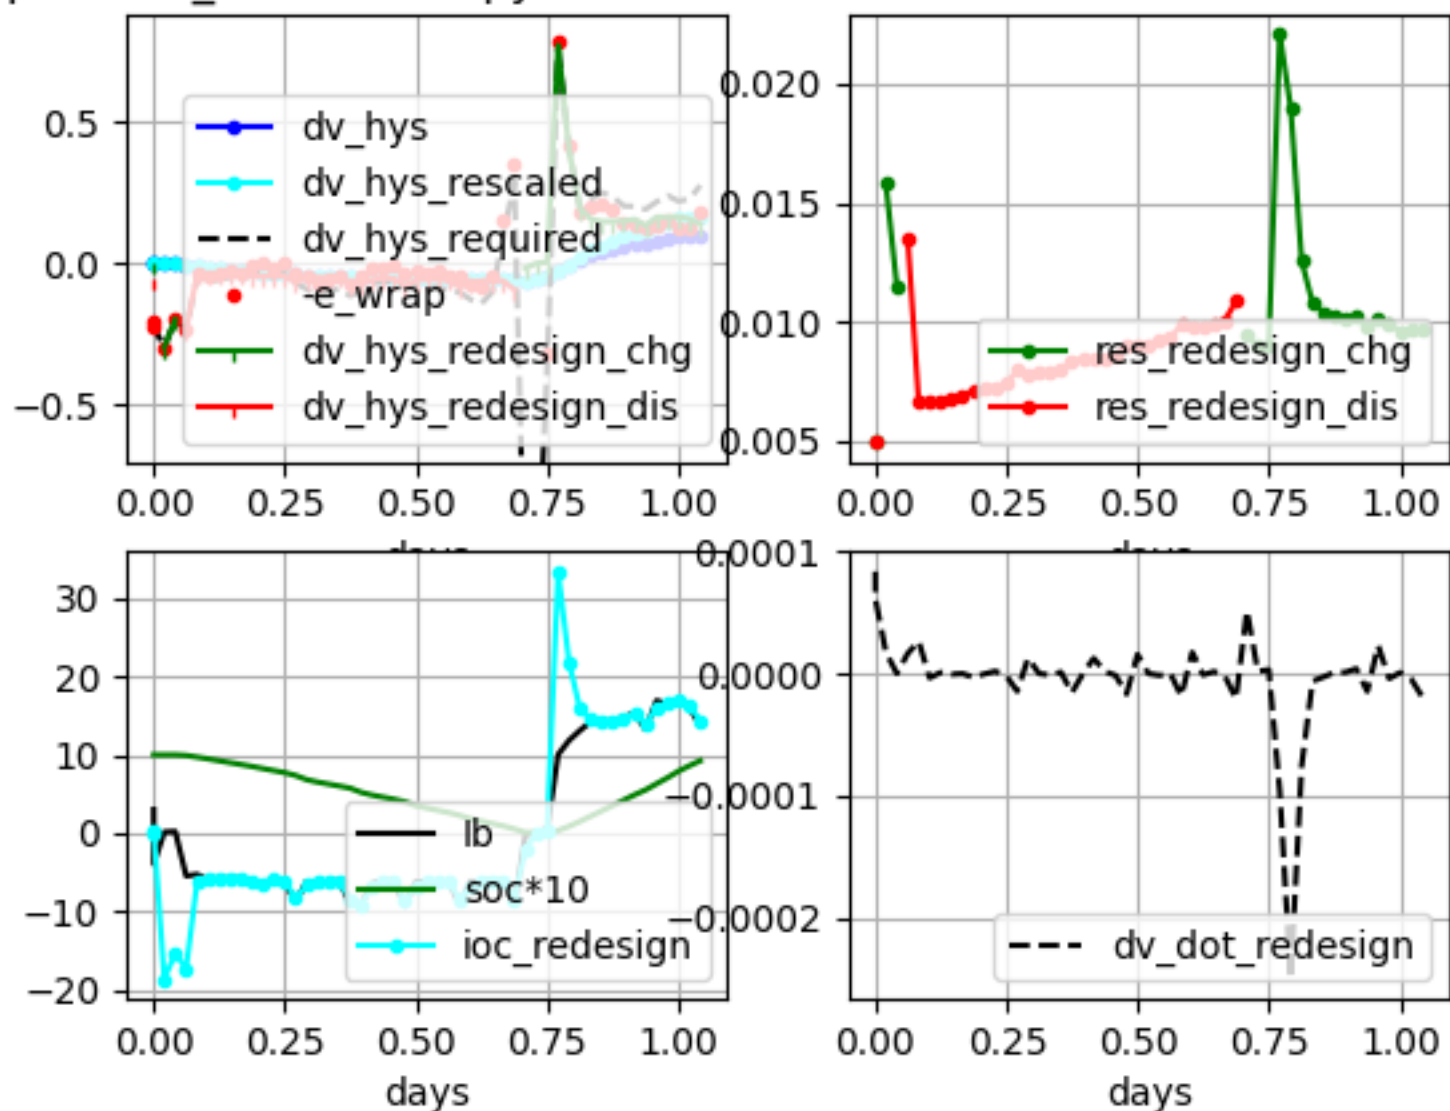 0.5
0.0
−0.5
dv_hys
dv_hys_rescaled
dv_hys_required
-e_wrap
dv_hys_redesign_chg
dv_hys_redesign_dis
0.00 0.25 0.50 0.75 1.00
0.020
0.015
0.010
0.005
res_redesign_chg
res_redesign_dis
0.00 0.25 0.50 0.75 1.00
30
20
10
0
−10
−20
Ib
soc*10
ioc_redesign
0.00 0.25 0.50 0.75 1.00
days
0.0001
0.0000
−0.0001
−0.0002
dv_dot_redesign
0.00 0.25 0.50 0.75 1.00
days